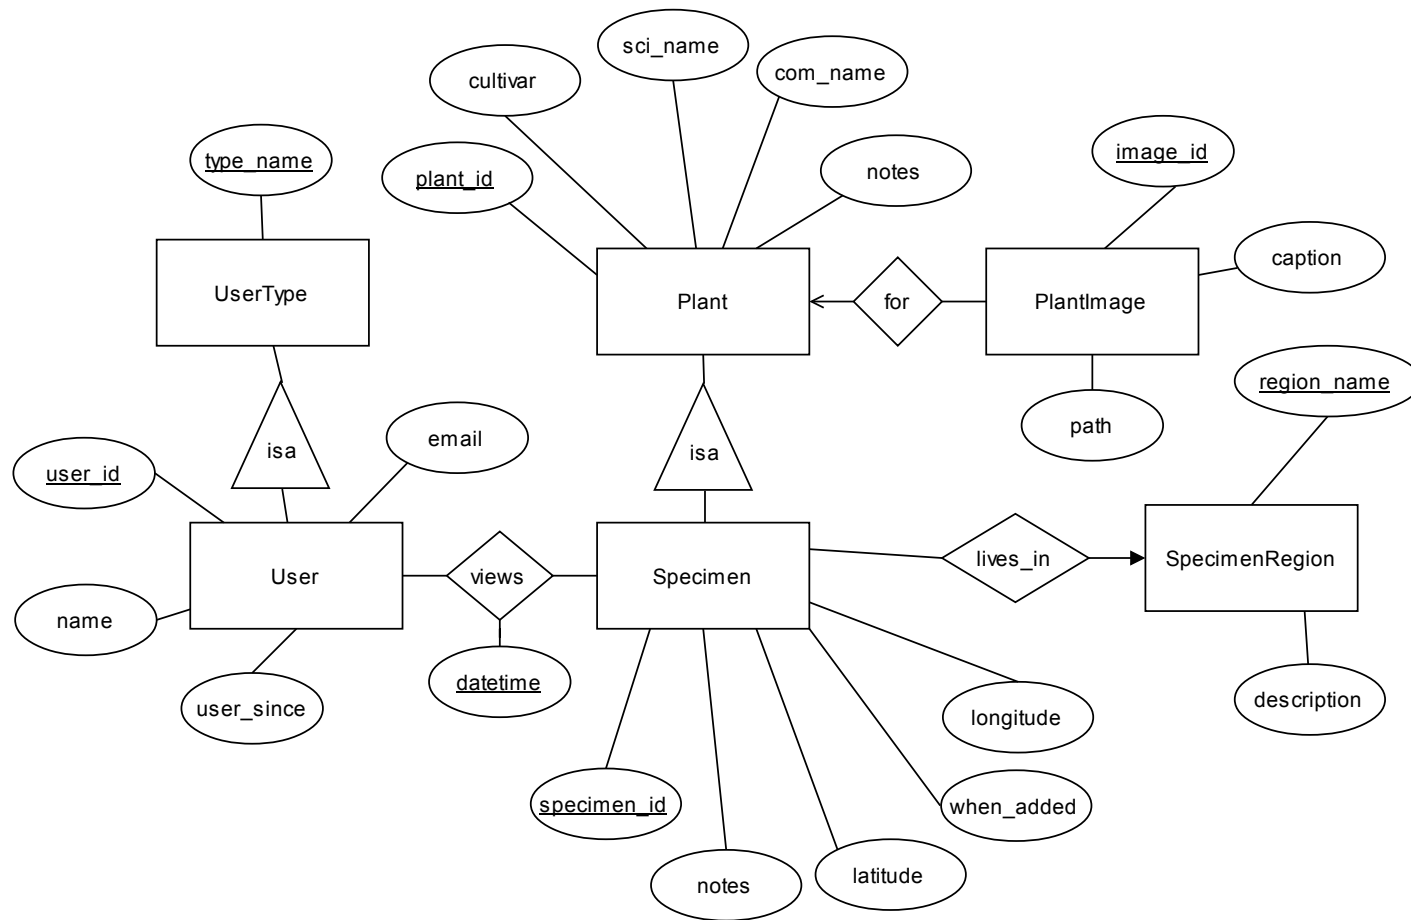 sci_name
com_name
cultivar
type_name
plant_id
notes
image_id
UserType
Plant
for
PlantImage
caption
region_name
path
isa
email
isa
user_id
User
views
Specimen
lives_in
SpecimenRegion
name
user_since
datetime
longitude
description
specimen_id
when_added
notes
latitude